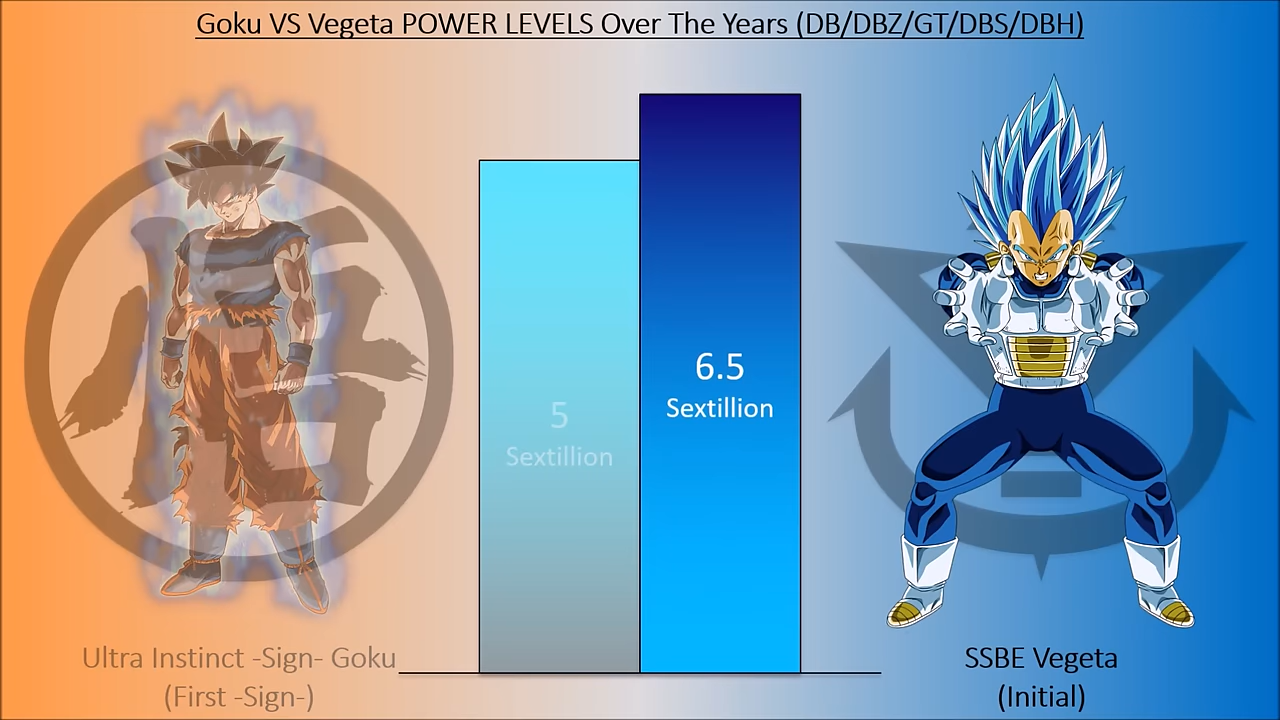 Goku VS Vegeta POWER LEVELS Over The Years (DB/DBZ/GT/DBS/DBH)
悟
5
Sextillion
6.5
Sextillion
Ultra Instinct -Sign- Goku
(First -Sign-)
SSBE Vegeta
(Initial)